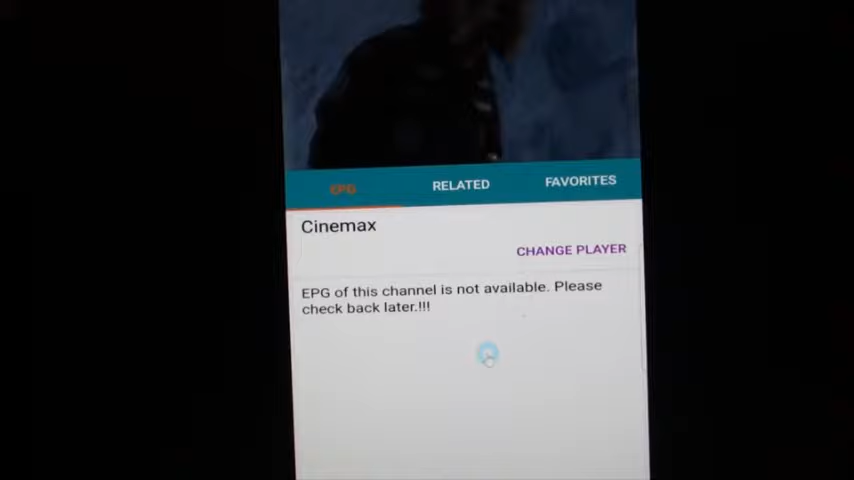 EPG RELATED FAVORITES
Cinemax
CHANGE PLAYER
EPG of this channel is not available. Please
check back later.!!!